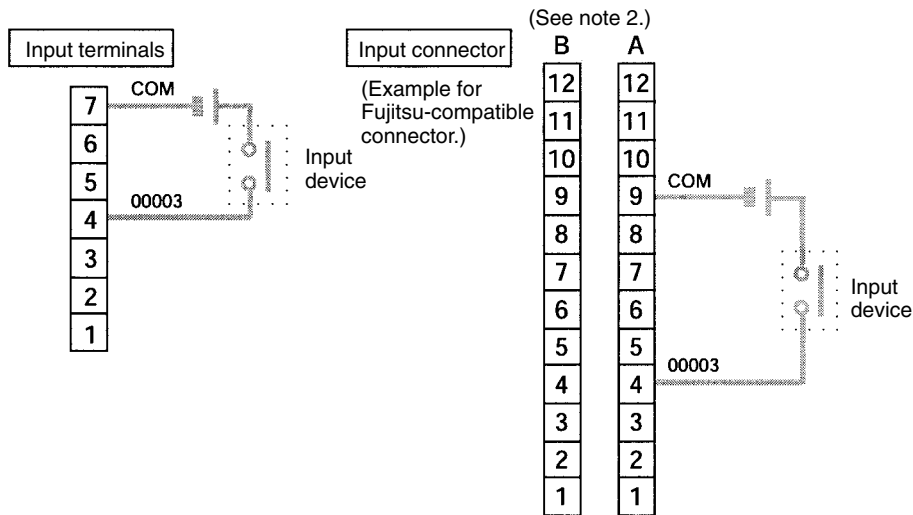 Input terminals
COM
7
6
5
4
3
2
1
00003
Input
device
Input connector
(Example for
Fujitsu-compatible
connector.)
(See note 2.)
B A
12 12
11 11
10 10
9 9
8 8
7 7
6 6
5 5
4 4
3 3
2 2
1 1
COM
00003
Input
device